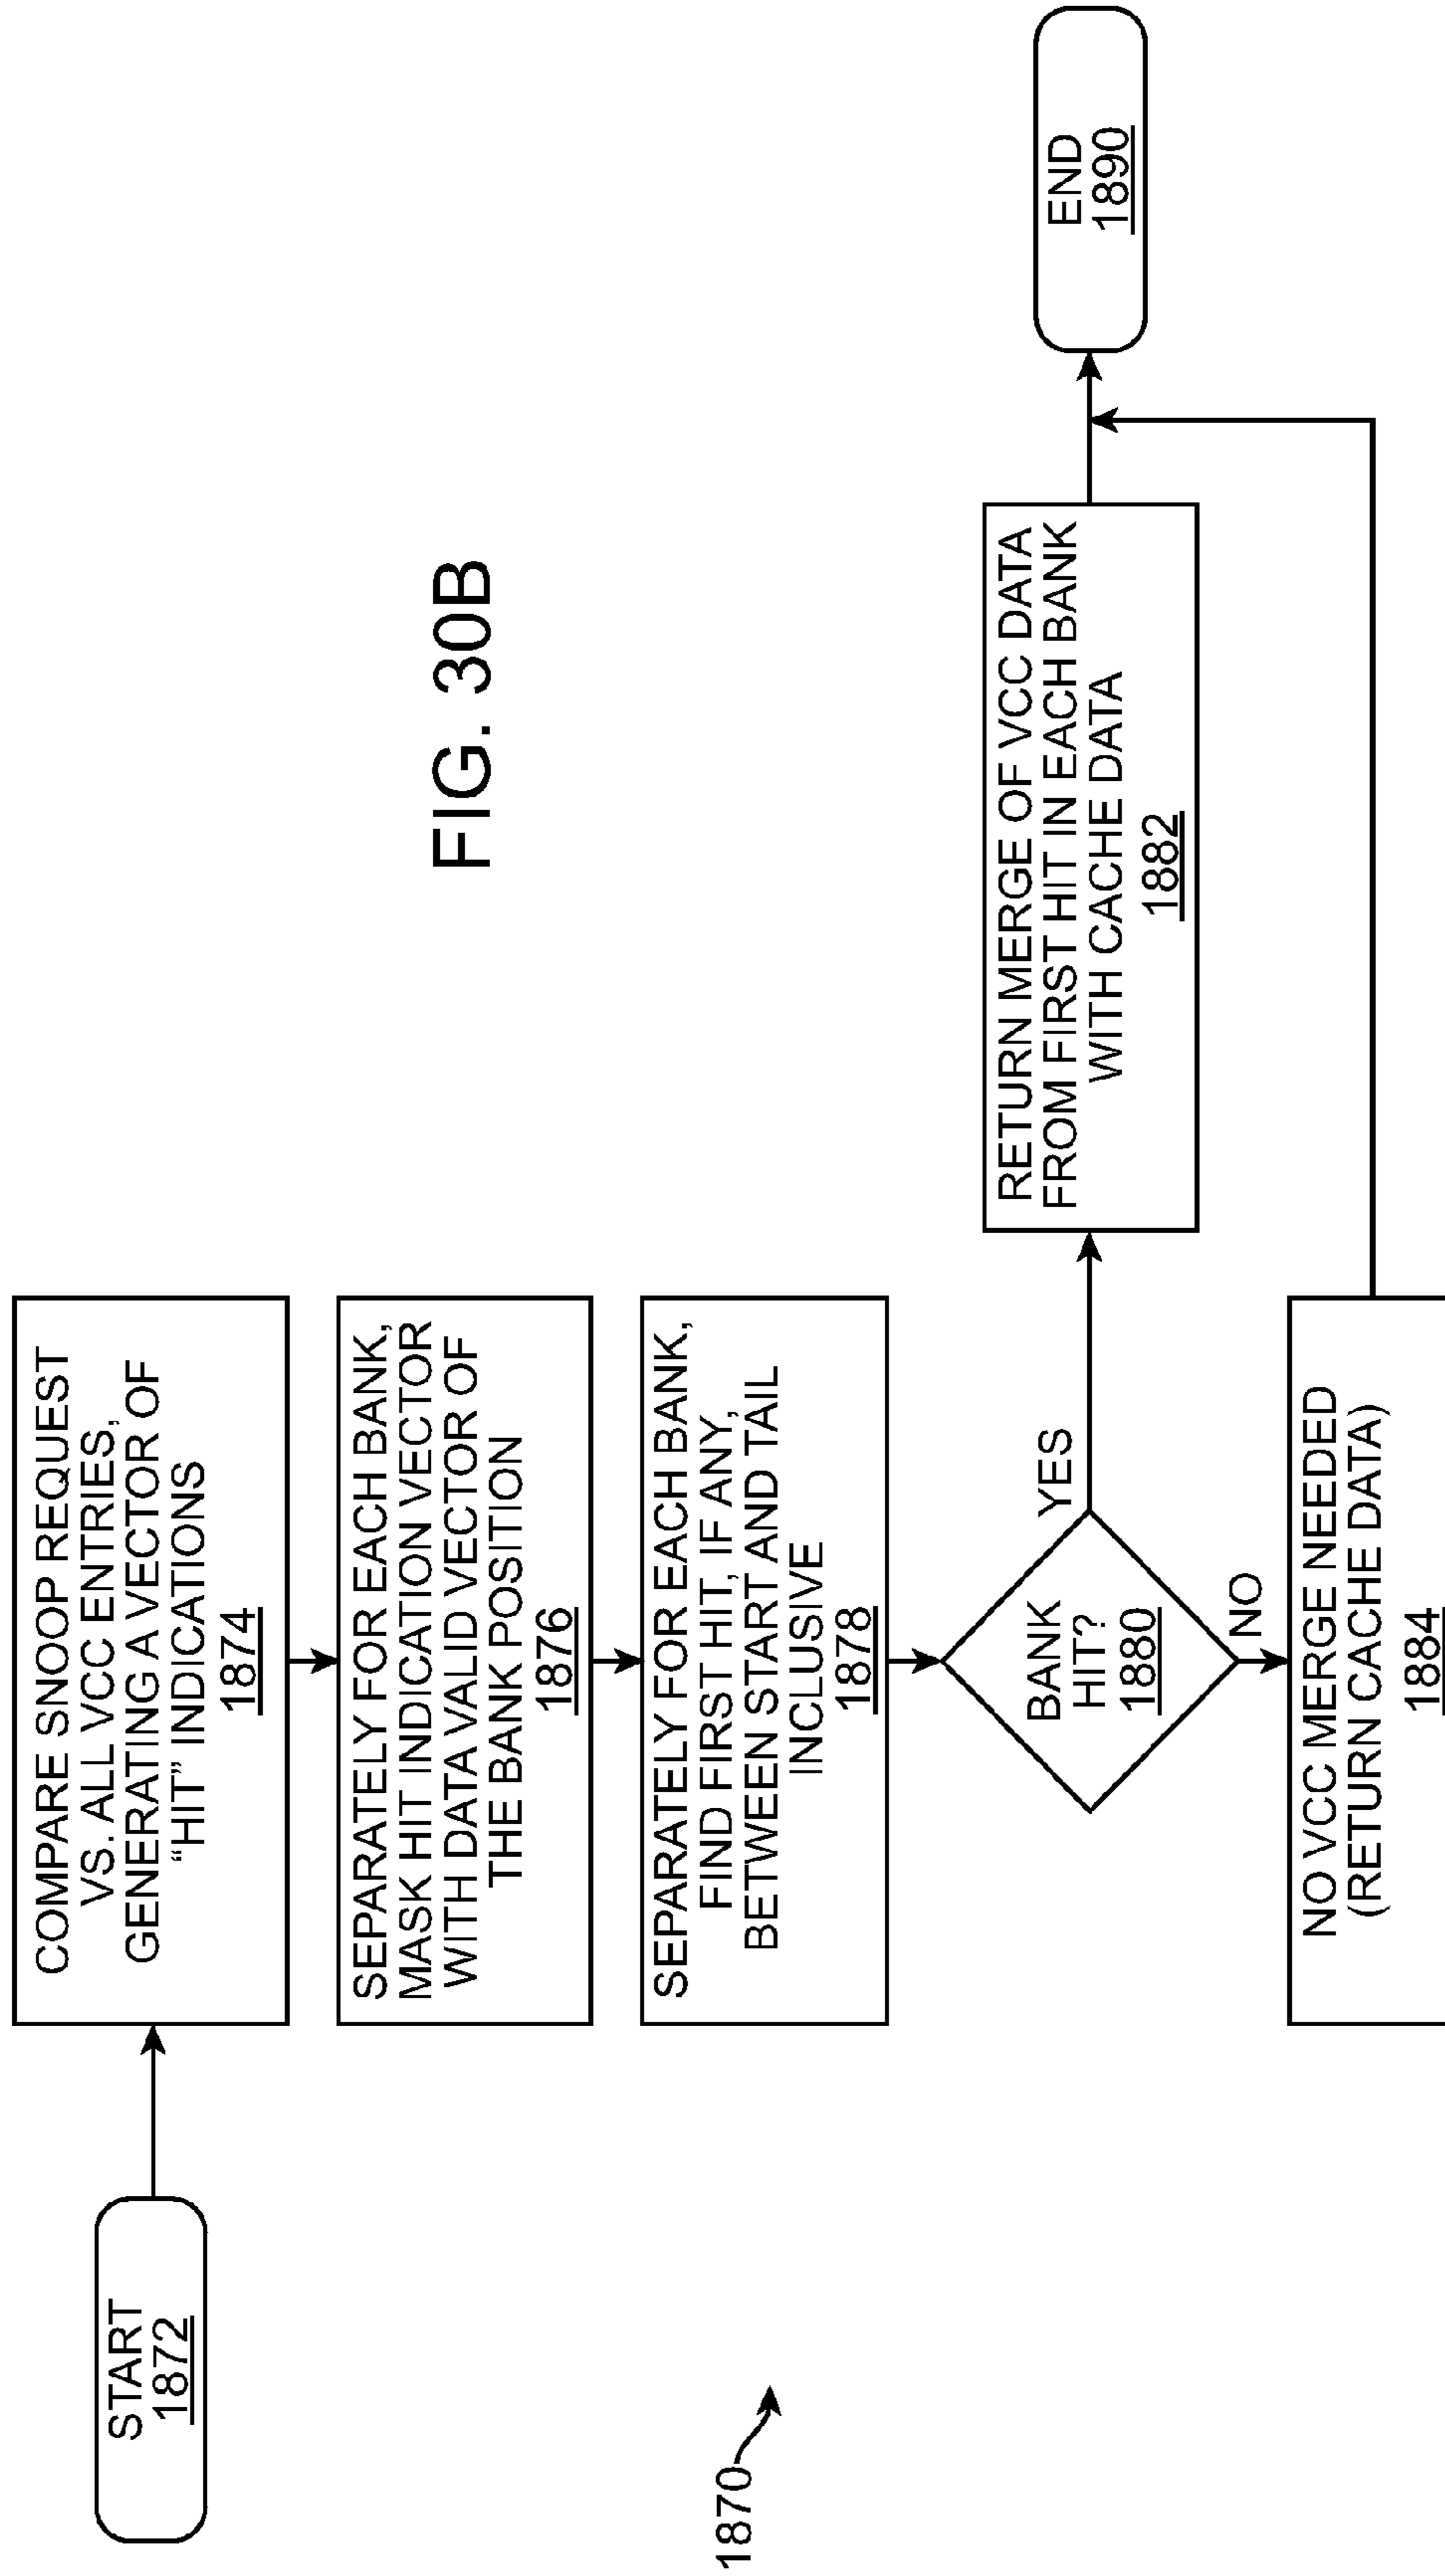 START
1872
COMPARE SNOOP REQUEST
VS. ALL VCC ENTRIES,
GENERATING A VECTOR OF
“HIT” INDICATIONS
1874
SEPARATELY FOR EACH BANK,
MASK HIT INDICATION VECTOR
WITH DATA VALID VECTOR OF
THE BANK POSITION
1876
SEPARATELY FOR EACH BANK,
FIND FIRST HIT, IF ANY,
BETWEEN START AND TAIL
INCLUSIVE
1878
BANK
HIT?
1880
YES
NO
RETURN MERGE OF VCC DATA
FROM FIRST HIT IN EACH BANK
WITH CACHE DATA
1882
NO VCC MERGE NEEDED
(RETURN CACHE DATA)
1884
END
1890
1870
FIG. 30B